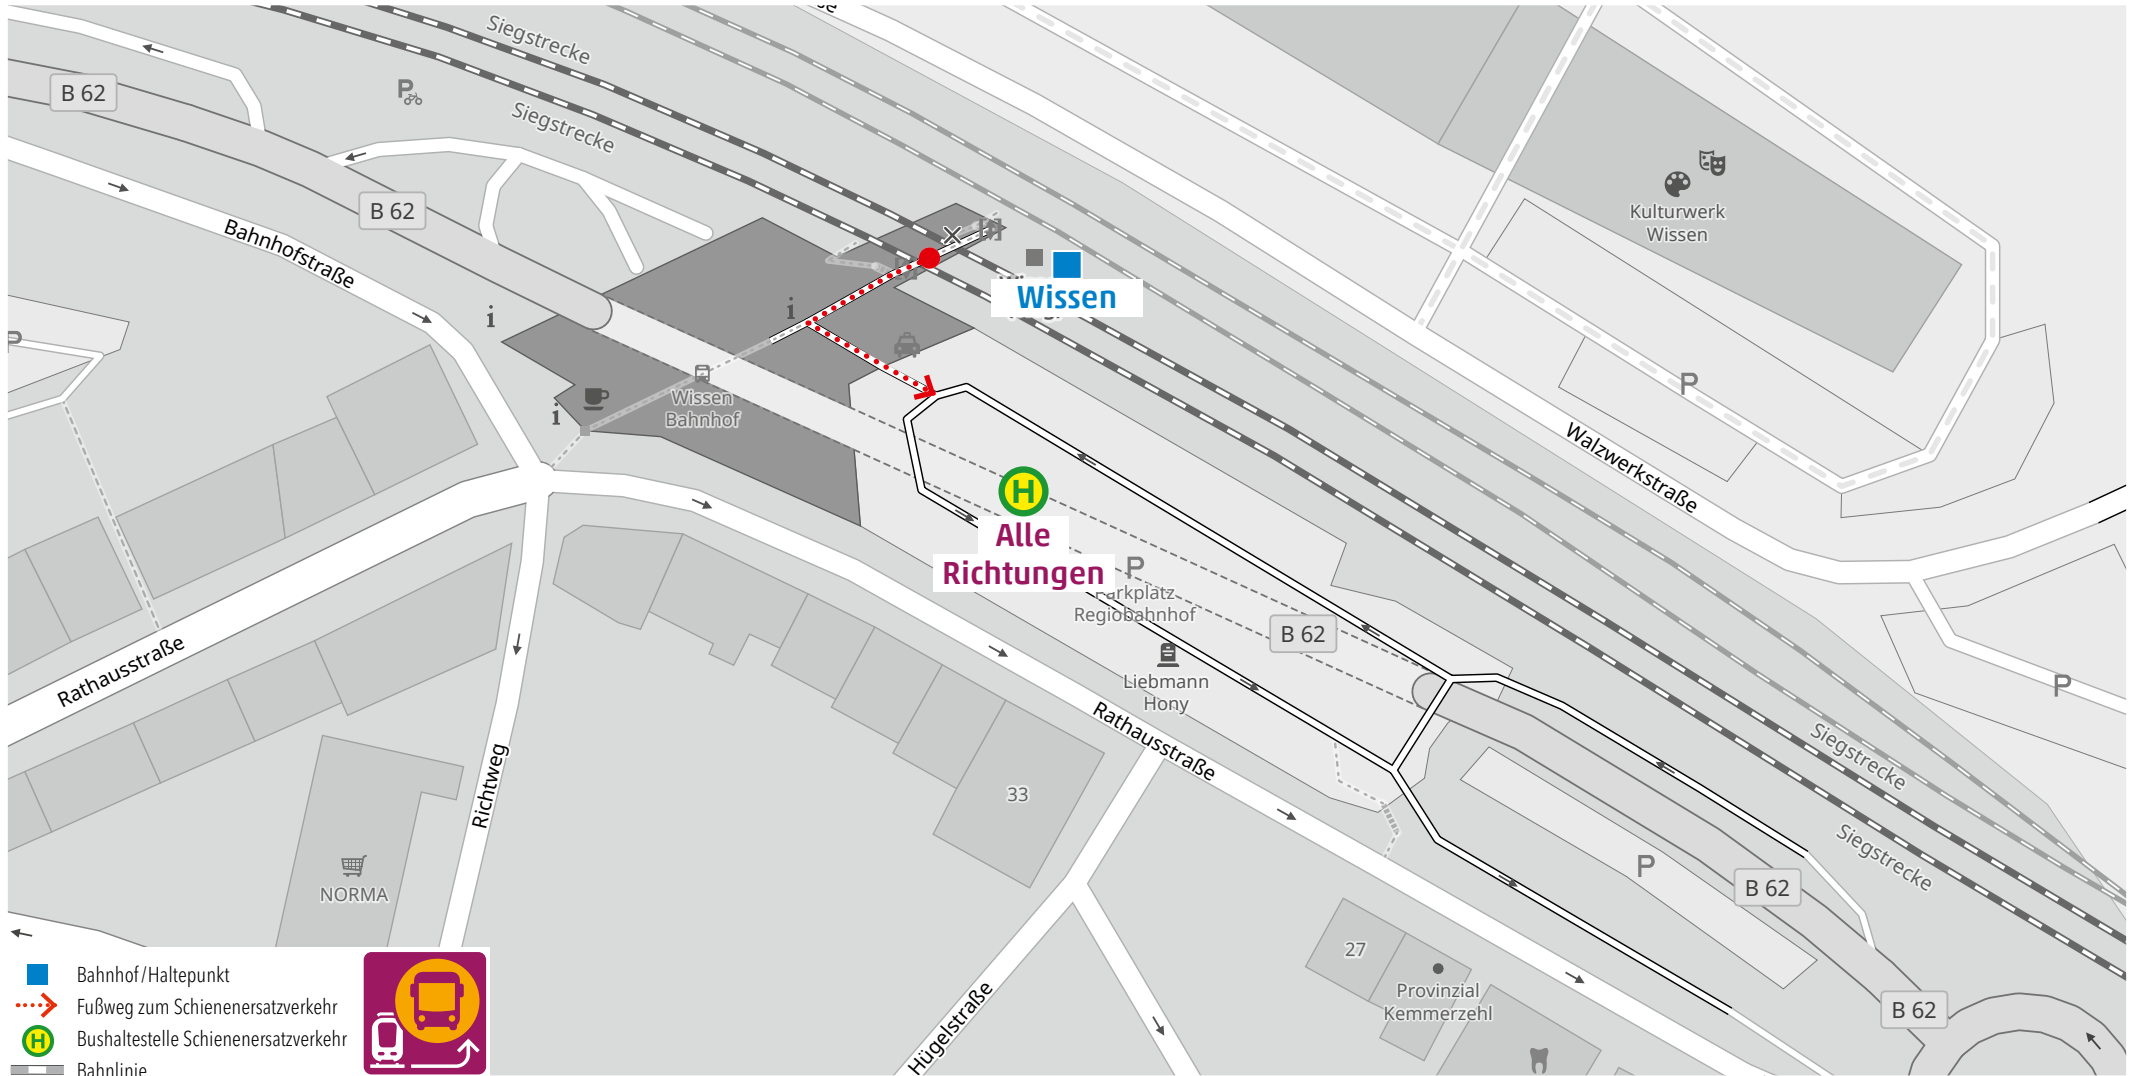 Siegstrecke
B 62
P
Siegstrecke
Kulturwerk
Wissen
B 62
Bahnhofstraße
Wissen
i
i
P
Wissen
Bahnhof
i
P
Walzwerkstraße
H
Alle
Richtungen
P
Parkplatz
Regiobahnhof
B 62
Rathausstraße
Liebmann
Hony
P
Rathausstraße
Siegstrecke
Richtweg
33
Siegstrecke
P
NORMA
B 62
27
Provinzial
Kemmerzehl
B 62
Hügelstraße
Bahnhof/Haltepunkt
Fußweg zum Schienenersatzverkehr
H Bushaltestelle Schienenersatzverkehr
Bahnlinie